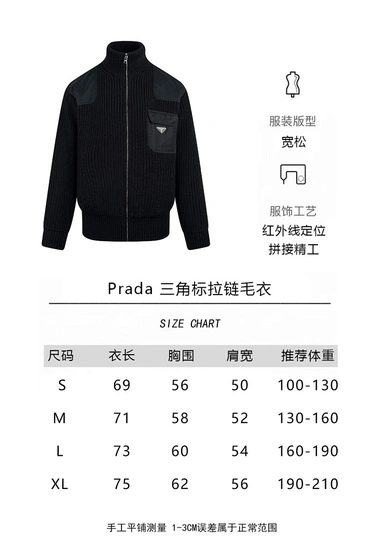 服装版型
宽松
服饰工艺
红外线定位
拼接精工
Prada 三角标拉链毛衣
SIZE CHART
尺码 衣长 胸围 肩宽 推荐体重
S 69 56 50 100-130
M 71 58 52 130-160
L 73 60 54 160-190
XL 75 62 56 190-210
手工平铺测量 1-3CM误差属于正常范围